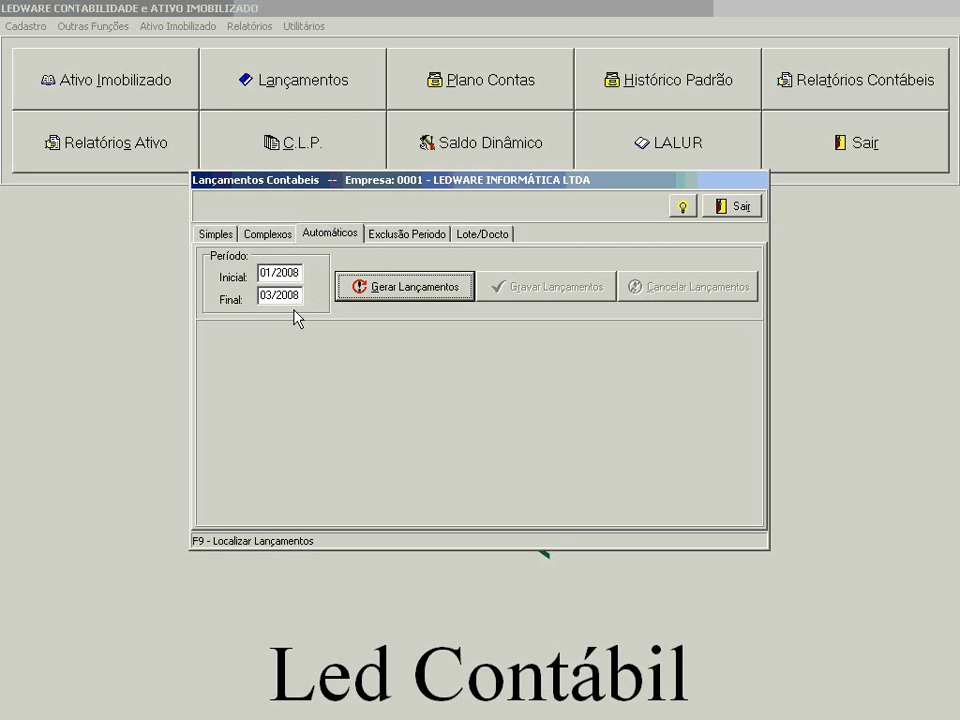 LEDWARE CONTABILIDADE e ATIVO IMOBILIZADO
Cadastro Outras Funções Ativo Imobilizado Relatórios Utilitários
Ativo Imobilizado Lançamentos Plano Contas Histórico Padrão Relatórios Contábeis
Relatórios Ativo C.L.P. Saldo Dinâmico LALUR Sair
Lançamentos Contabeis -- Empresa: 0001 - LEDWARE INFORMÁTICA LTDA
Sair
Simples Complexos Automáticos Exclusão Periodo Lote/Docto
Período:
Inicial: 01/2008
Final: 03/2008
Gerar Lançamentos Gravar Lançamentos Cancelar Lançamentos
F9 - Localizar Lançamentos
Led Contábil